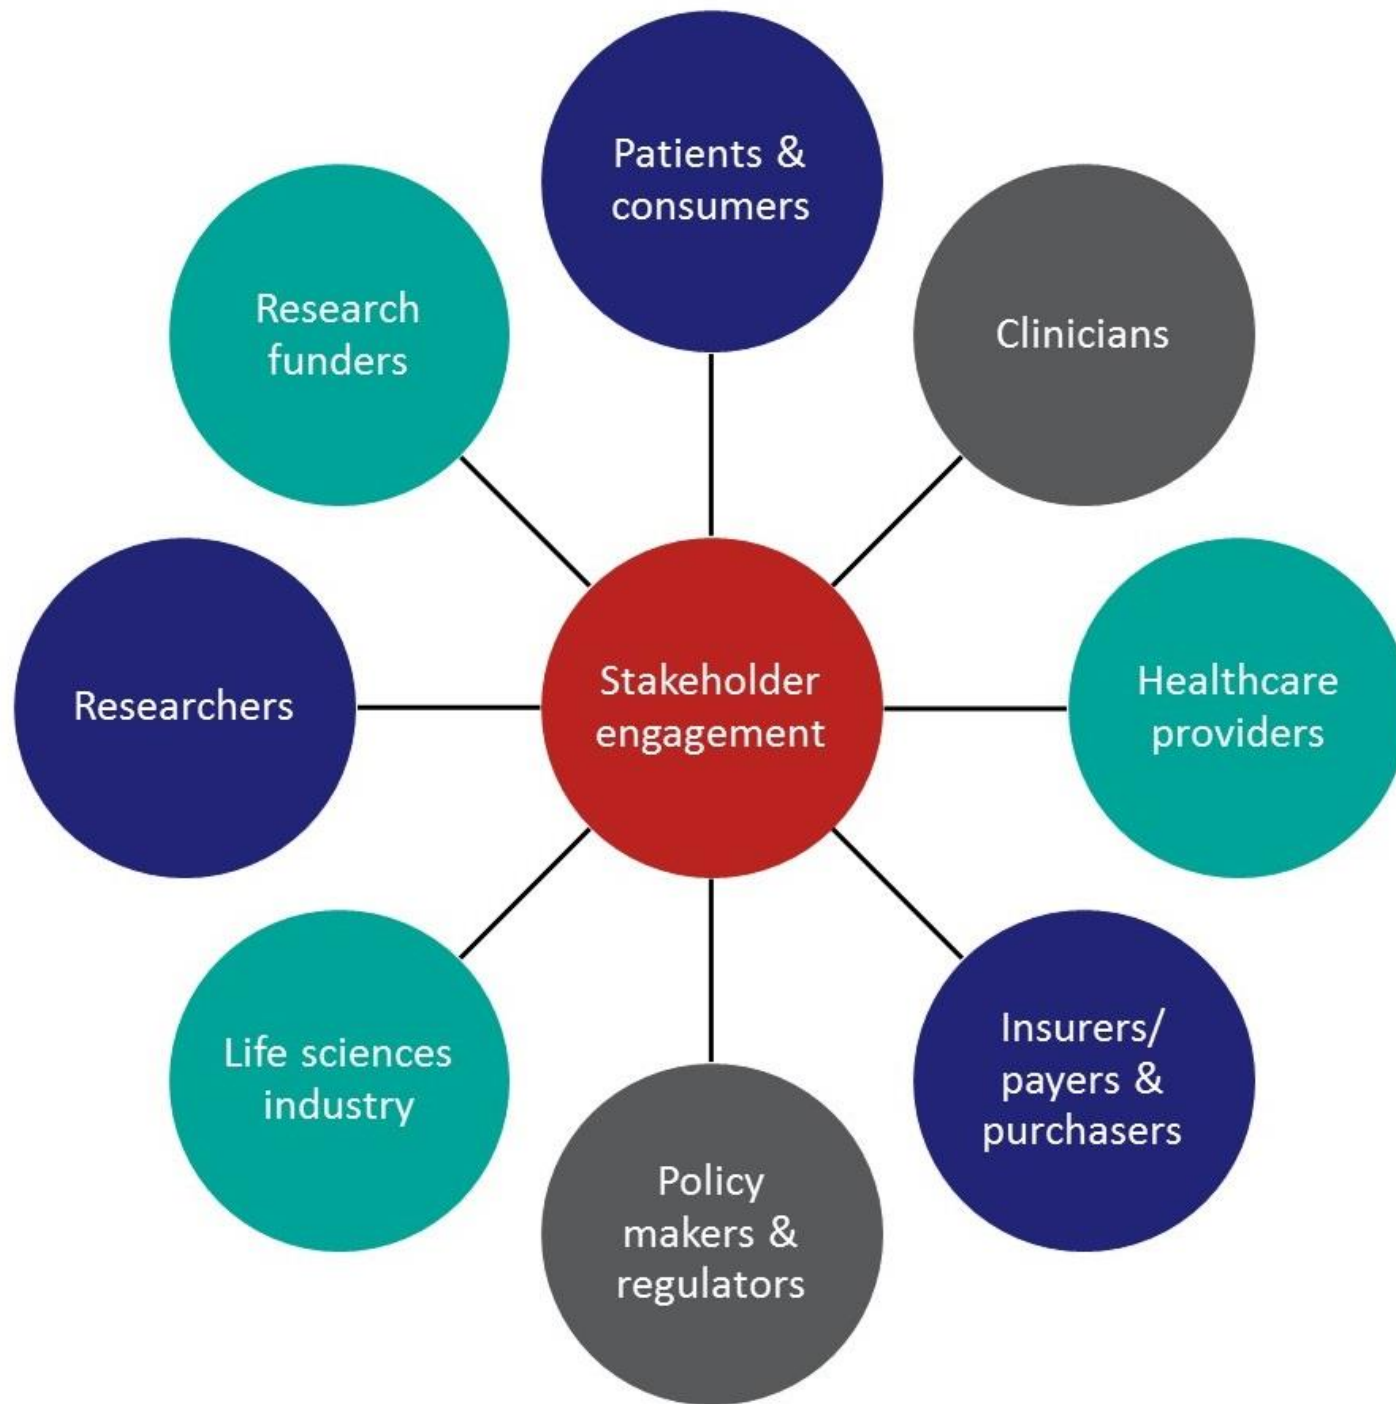 Patients &
consumers
Clinicians
Healthcare
providers
Insurers/
payers &
purchasers
Policy
makers &
regulators
Life sciences
industry
Researchers
Research
funders
Stakeholder
engagement